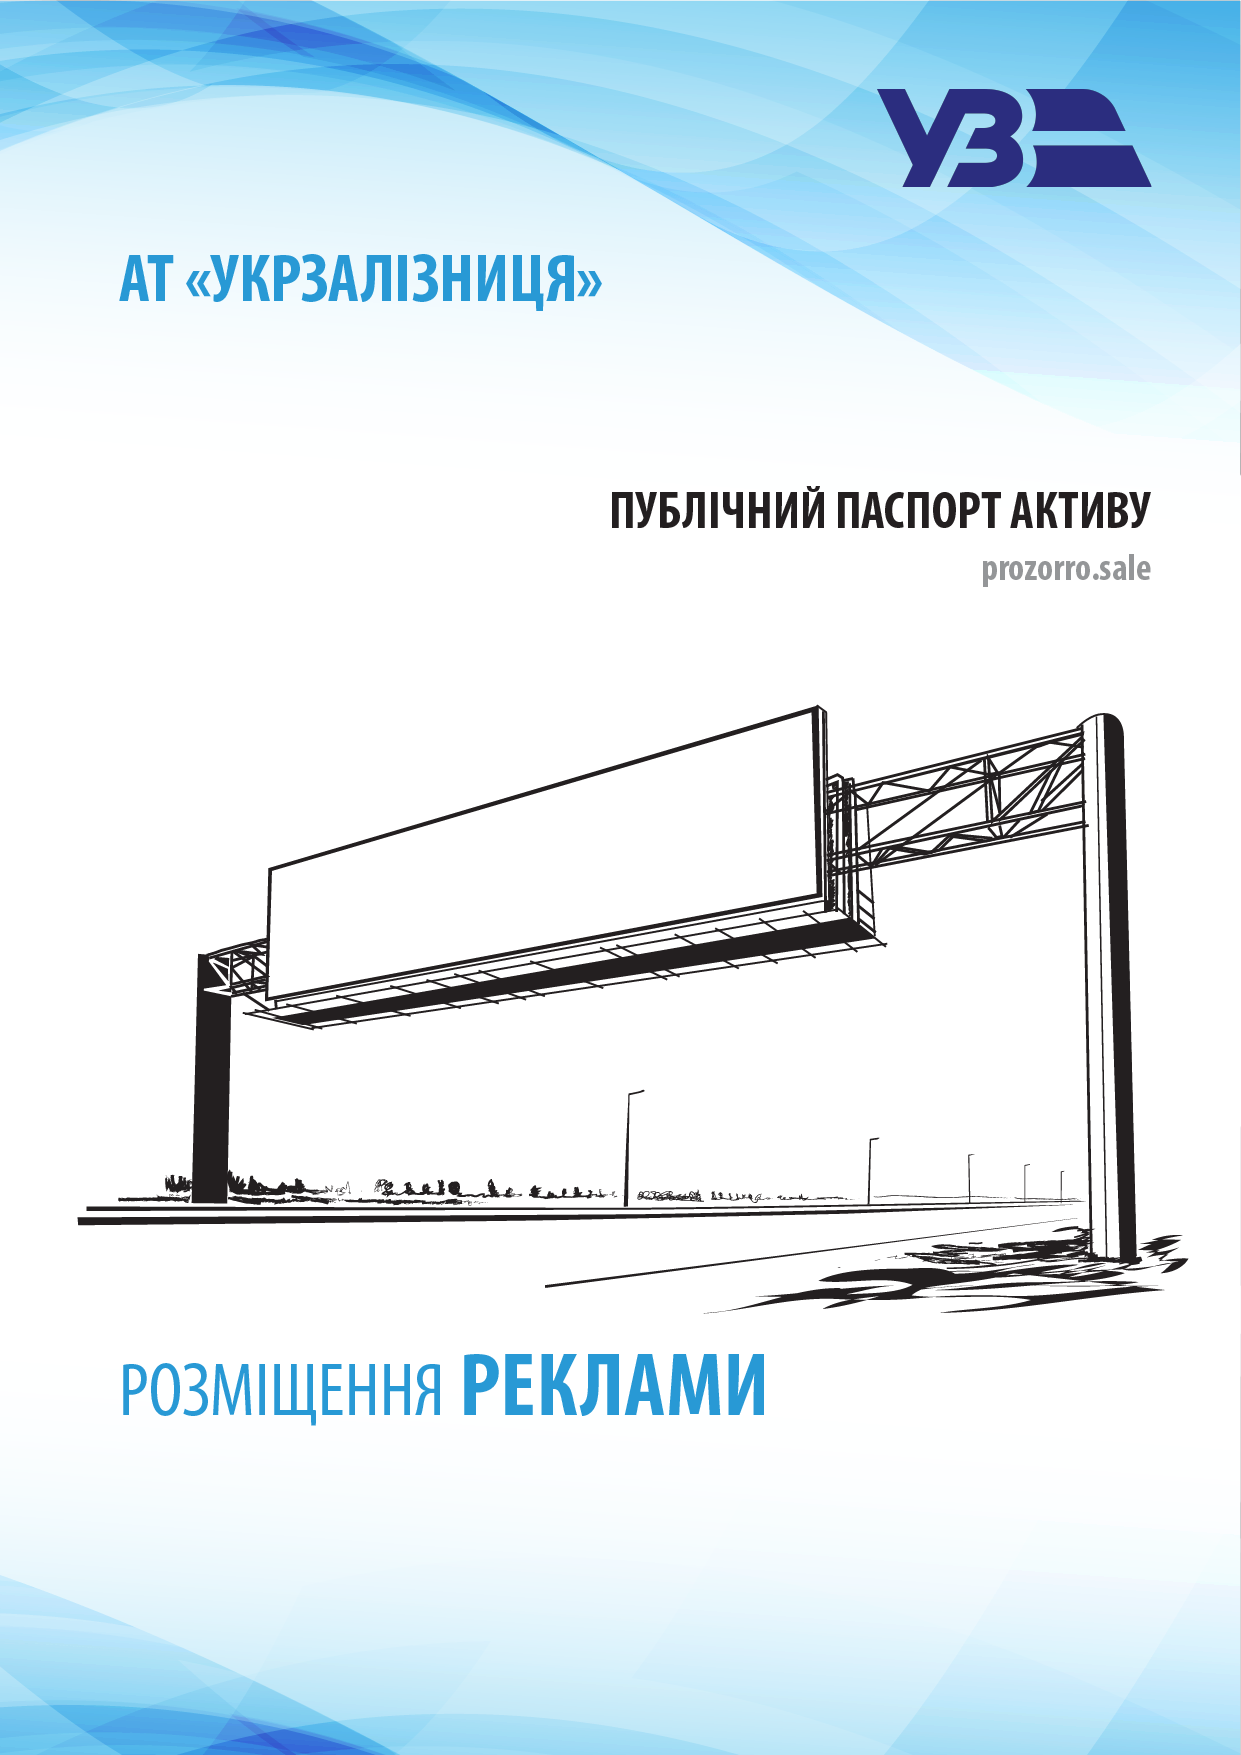 УЗ
АТ «УКРЗАЛІЗНИЦЯ»
ПУБЛІЧНИЙ ПАСПОРТ АКТИВУ
prozorro.sale
РОЗМІЩЕННЯ РЕКЛАМИ